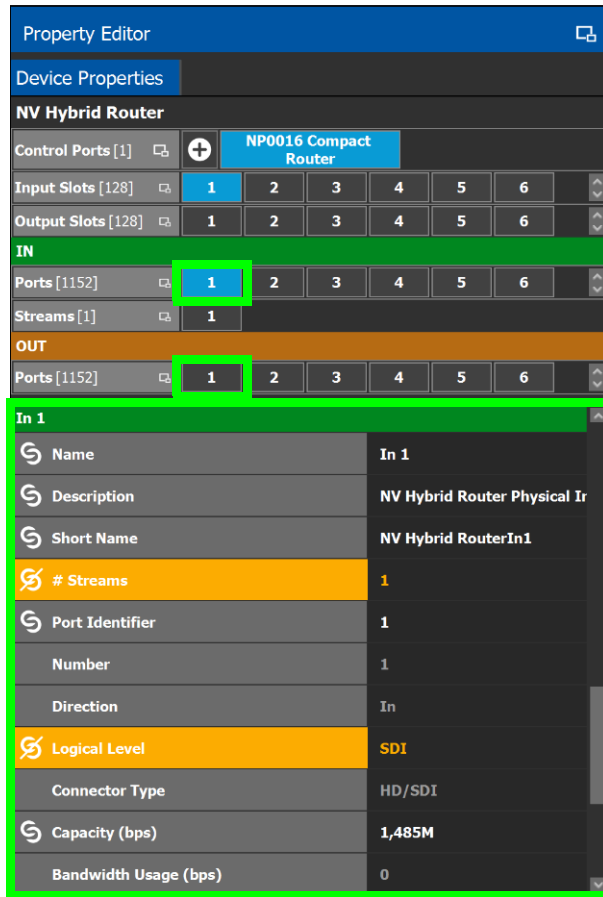 Property Editor
Device Properties
NV Hybrid Router
Control Ports [1] NP0016 Compact
Router
Input Slots [128] 1 2 3 4 5 6
Output Slots [128] 1 2 3 4 5 6
IN
Ports [1152] 1 2 3 4 5 6
Streams [1] 1
OUT
Ports [1152] 1 2 3 4 5 6
In 1
Name In 1
Description NV Hybrid Router Physical In
Short Name NV Hybrid RouterIn1
# Streams 1
Port Identifier 1
Number 1
Direction In
Logical Level SDI
Connector Type HD/SDI
Capacity (bps) 1,485M
Bandwidth Usage (bps) 0